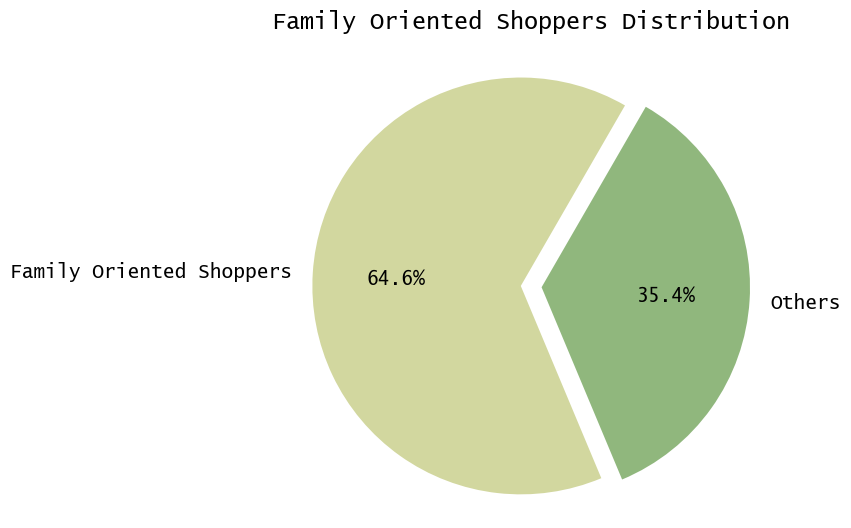 Family Oriented Shoppers Distribution
Family Oriented Shoppers
64.6%
35.4%
Others